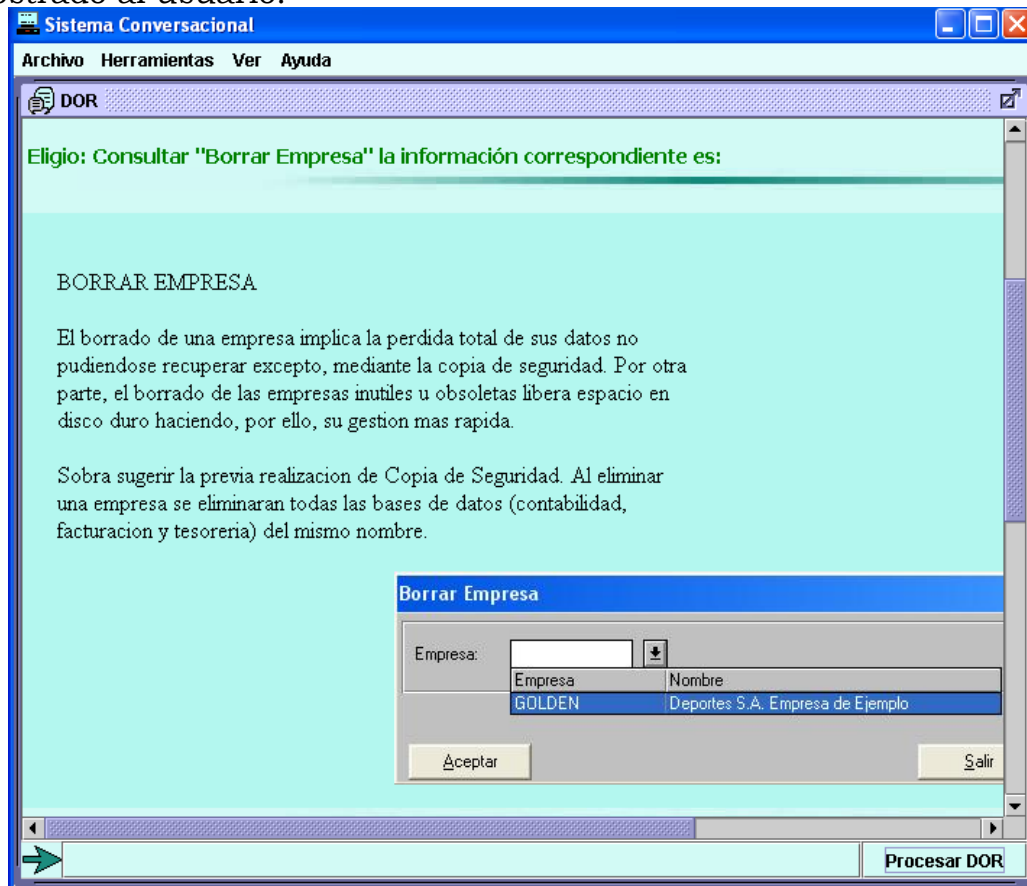 ostrado al usuario.
Sistema Conversacional
Archivo Herramientas Ver Ayuda
DOR
Eligio: Consultar "Borrar Empresa" la información correspondiente es:
BORRAR EMPRESA
El borrado de una empresa implica la perdida total de sus datos no
pudiendose recuperar excepto, mediante la copia de seguridad. Por otra
parte, el borrado de las empresas inutiles u obsoletas libera espacio en
disco duro haciendo, por ello, su gestion mas rapida.
Sobra sugerir la previa realizacion de Copia de Seguridad. Al eliminar
una empresa se eliminaran todas las bases de datos (contabilidad,
facturacion y tesoreria) del mismo nombre.
Borrar Empresa
Empresa:
Empresa Nombre
GOLDEN Deportes S.A. Empresa de Ejemplo
Aceptar Salir
Procesar DOR